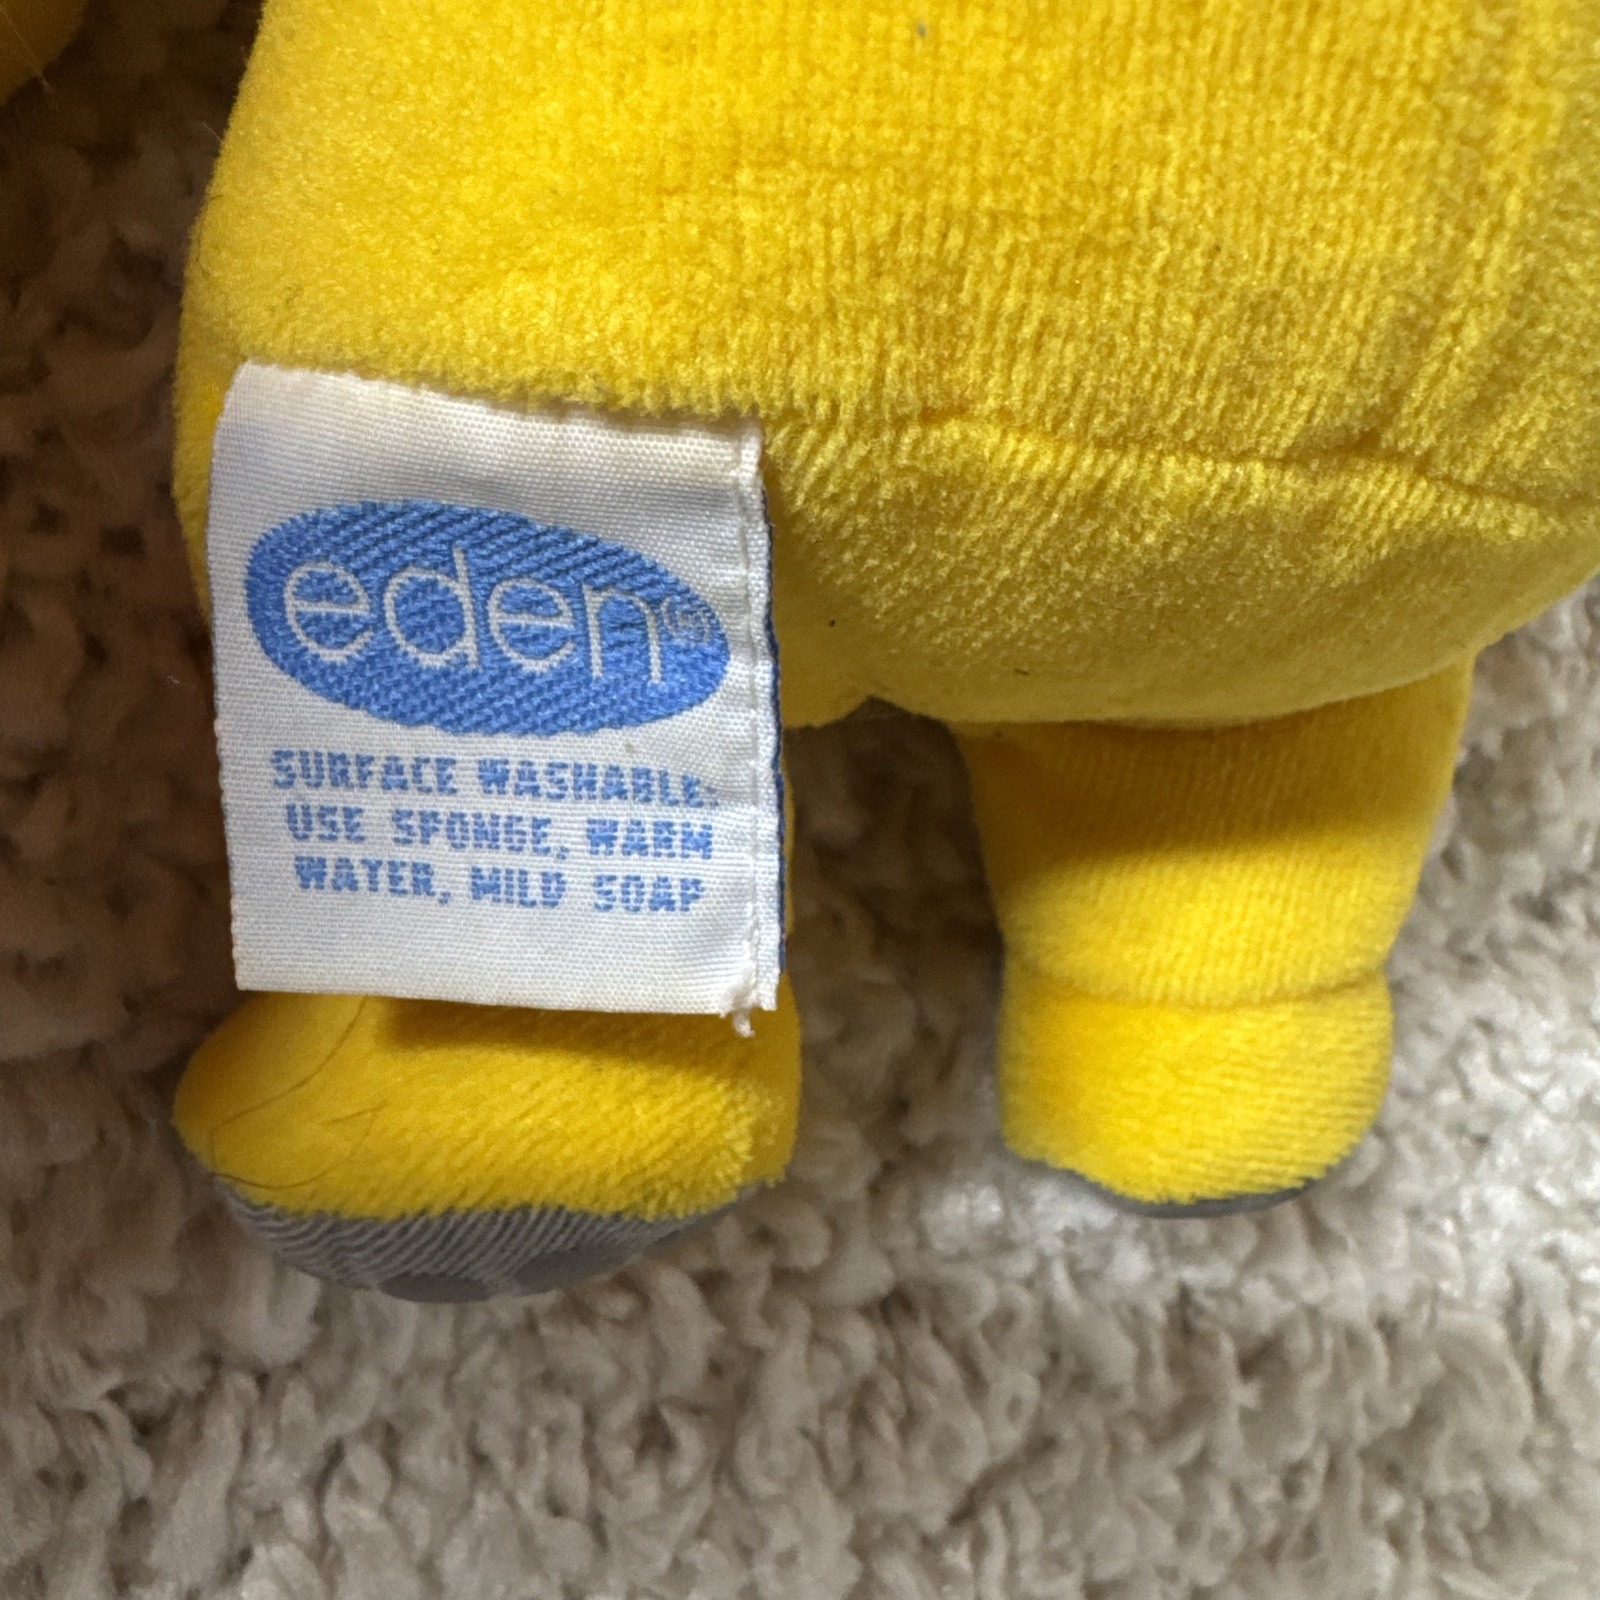 eden®
SURFACE WASHABLE.
USE SPONGE, WARM
WATER, MILD SOAP